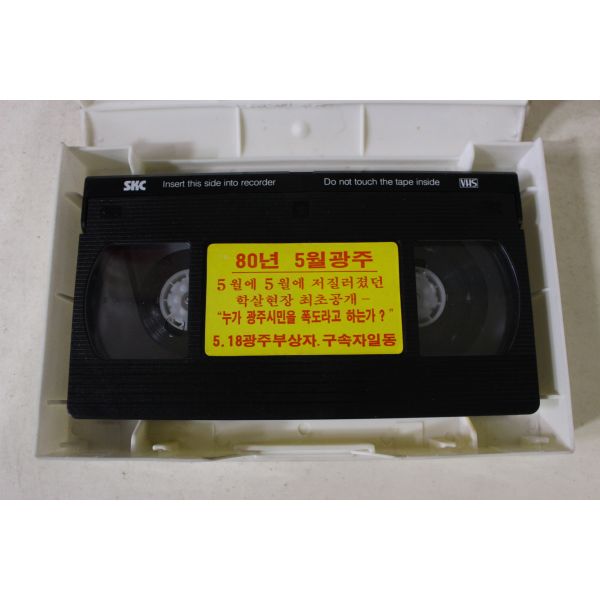 SKC Insert this side into recorder Do not touch the tape inside VHS
80년 5월광주
5월에 5월에 저질러졌던
학살현장 최초공개 -
"누가 광주시민을 폭도라고 하는가?"
5.18광주부상자.구속자일동